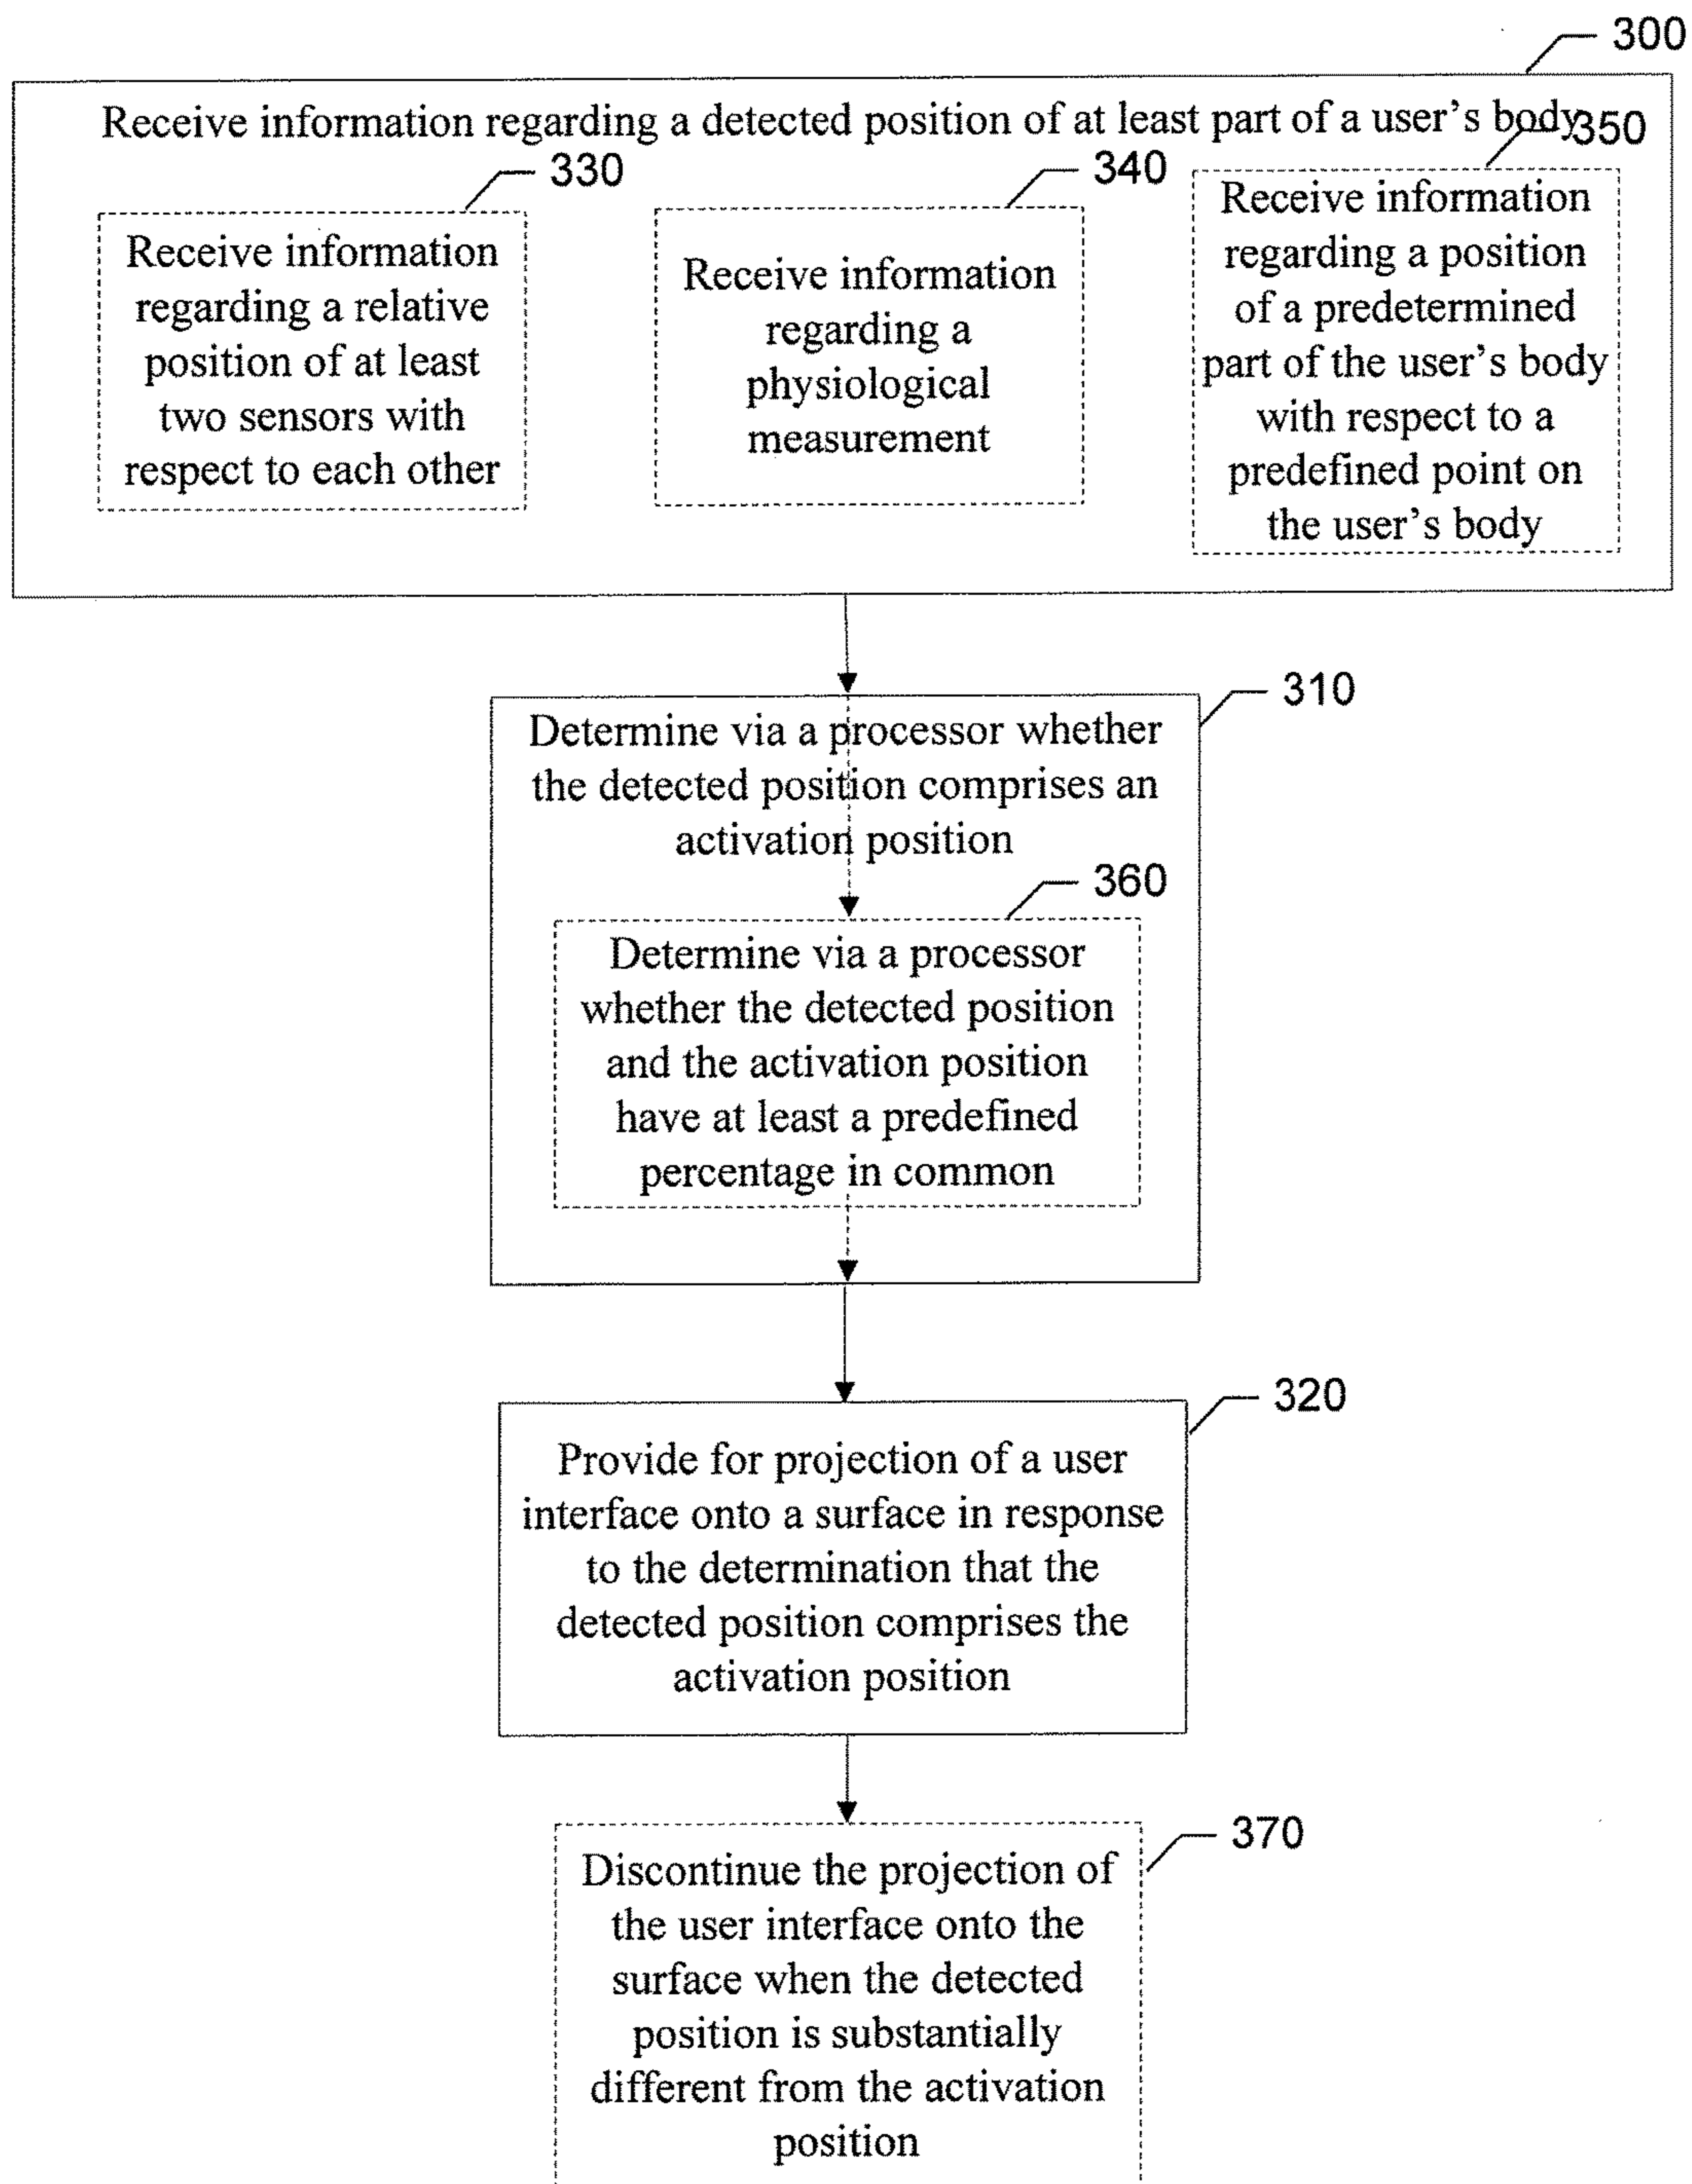 300
Receive information regarding a detected position of at least part of a user's body
350
330
340
Receive information
regarding a relative
position of at least
two sensors with
respect to each other
Receive information
regarding a
physiological
measurement
Receive information
regarding a position
of a predetermined
part of the user's body
with respect to a
predefined point on
the user's body
310
Determine via a processor whether
the detected position comprises an
activation position
360
Determine via a processor
whether the detected position
and the activation position
have at least a predefined
percentage in common
320
Provide for projection of a user
interface onto a surface in response
to the determination that the
detected position comprises the
activation position
370
Discontinue the projection of
the user interface onto the
surface when the detected
position is substantially
different from the activation
position